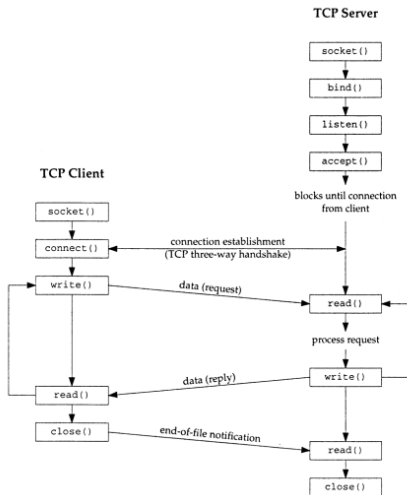 TCP Server
socket()
bind()
listen()
accept()
blocks until connection
from client
TCP Client
socket()
connect()
connection establishment
(TCP three-way handshake)
write()
data (request)
read()
process request
data (reply)
write()
read()
close()
end-of-file notification
read()
close()